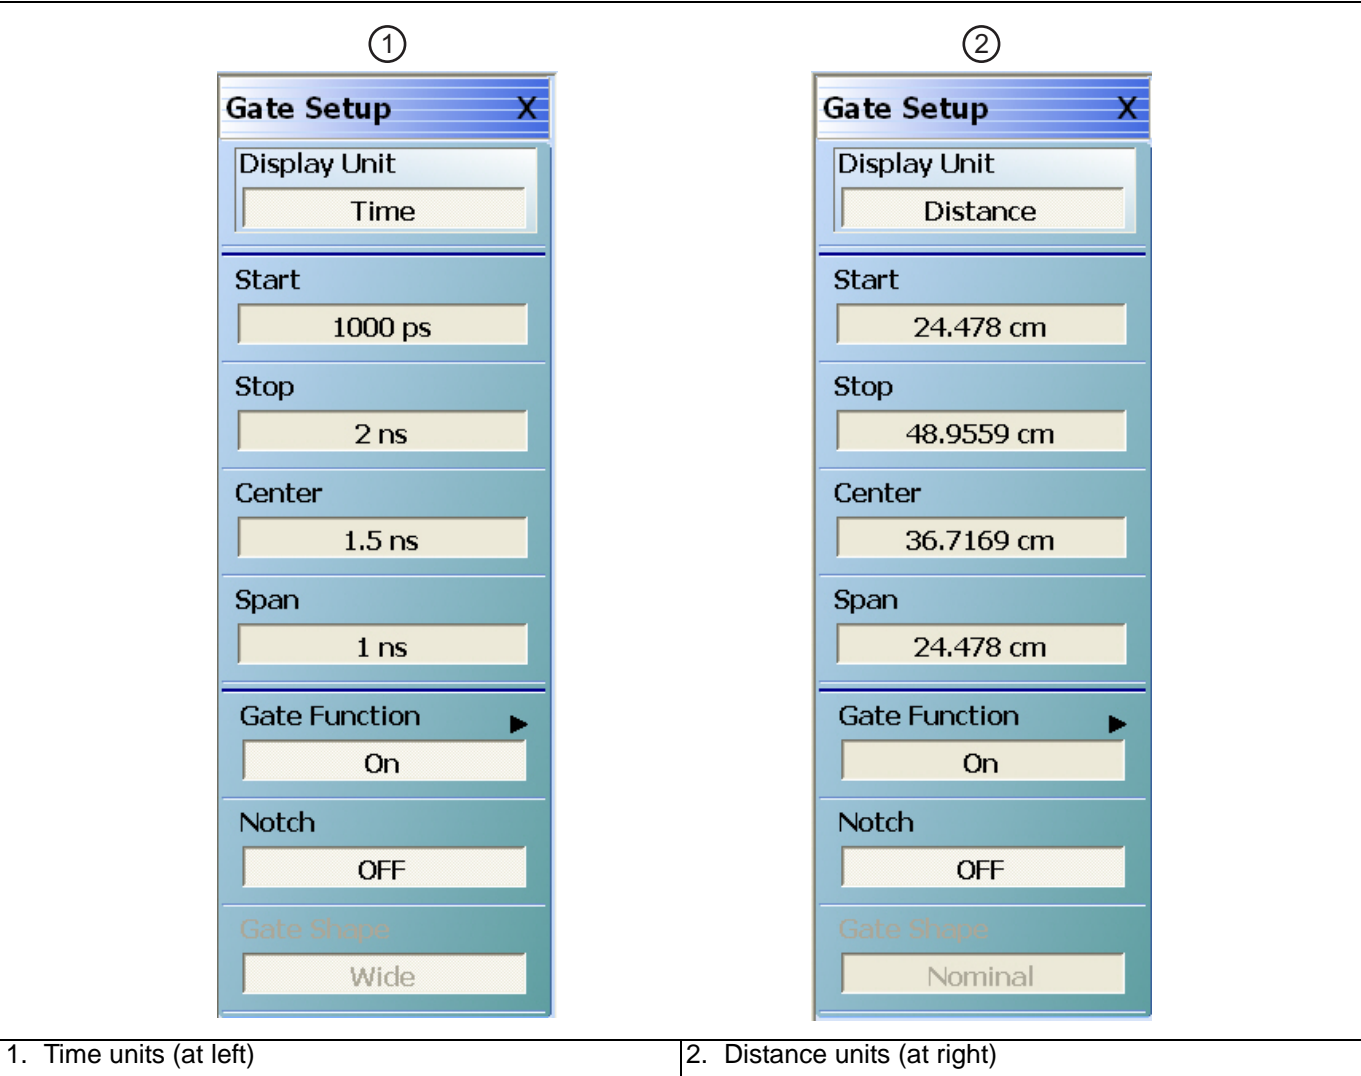 1
Gate Setup X
Display Unit
Time
Start
1000 ps
Stop
2 ns
Center
1.5 ns
Span
1 ns
Gate Function
On
Notch
OFF
Gate Shape
Wide
2
Gate Setup X
Display Unit
Distance
Start
24.478 cm
Stop
48.9559 cm
Center
36.7169 cm
Span
24.478 cm
Gate Function
On
Notch
OFF
Gate Shape
Nominal
1. Time units (at left)
2. Distance units (at right)